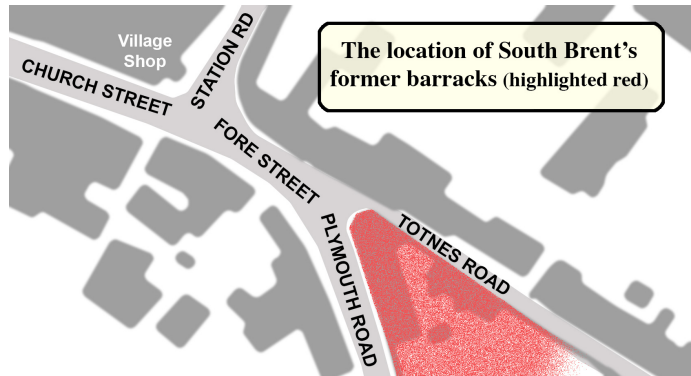 The location of South Brent’s
former barracks (highlighted red)
Village
Shop
STATION RD
CHURCH STREET
FORE STREET
PLYMOUTH ROAD
TOTNES ROAD